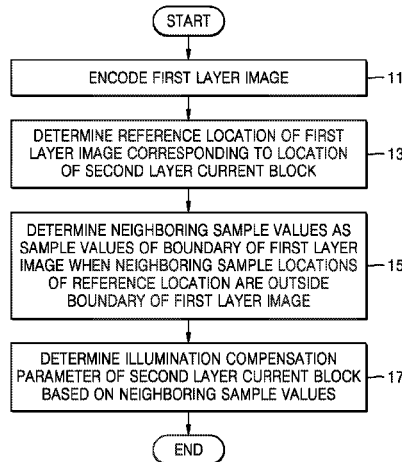 START
ENCODE FIRST LAYER IMAGE
11
DETERMINE REFERENCE LOCATION OF FIRST
LAYER IMAGE CORRESPONDING TO LOCATION
OF SECOND LAYER CURRENT BLOCK
13
DETERMINE NEIGHBORING SAMPLE VALUES AS
SAMPLE VALUES OF BOUNDARY OF FIRST LAYER
IMAGE WHEN NEIGHBORING SAMPLE LOCATIONS
OF REFERENCE LOCATION ARE OUTSIDE
BOUNDARY OF FIRST LAYER IMAGE
15
DETERMINE ILLUMINATION COMPENSATION
PARAMETER OF SECOND LAYER CURRENT BLOCK
BASED ON NEIGHBORING SAMPLE VALUES
17
END